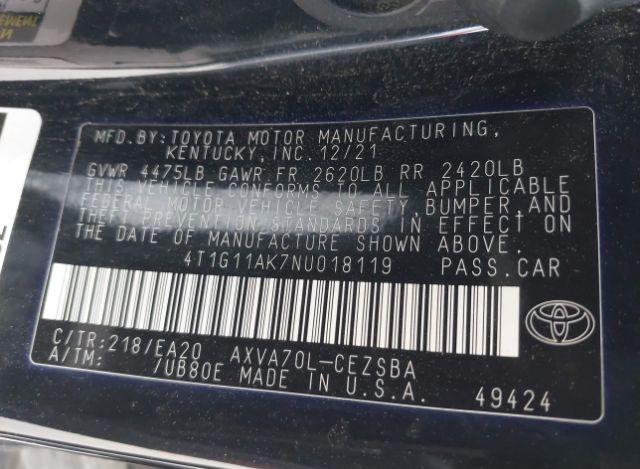 MFD.BY:TOYOTA MOTOR MANUFACTURING,
KENTUCKY,INC.12/21
GVWR 4475LB GAWR.FR 2620LB RR 2420LB
THIS VEHICLE CONFORMS TO ALL APPLICABLE
FEDERAL MOTOR VEHICLE SAFETY,BUMPER,AND
THEFT PREVENTION STANDARDS IN EFFECT ON
THE DATE OF MANUFACTURE SHOWN ABOVE.
4T1G11AK7NU018119 PASS.CAR
C/TR:218/EA20 AXVA70L-CEZSBA
A/TM: /UB80E MADE IN U.S.A.
49424